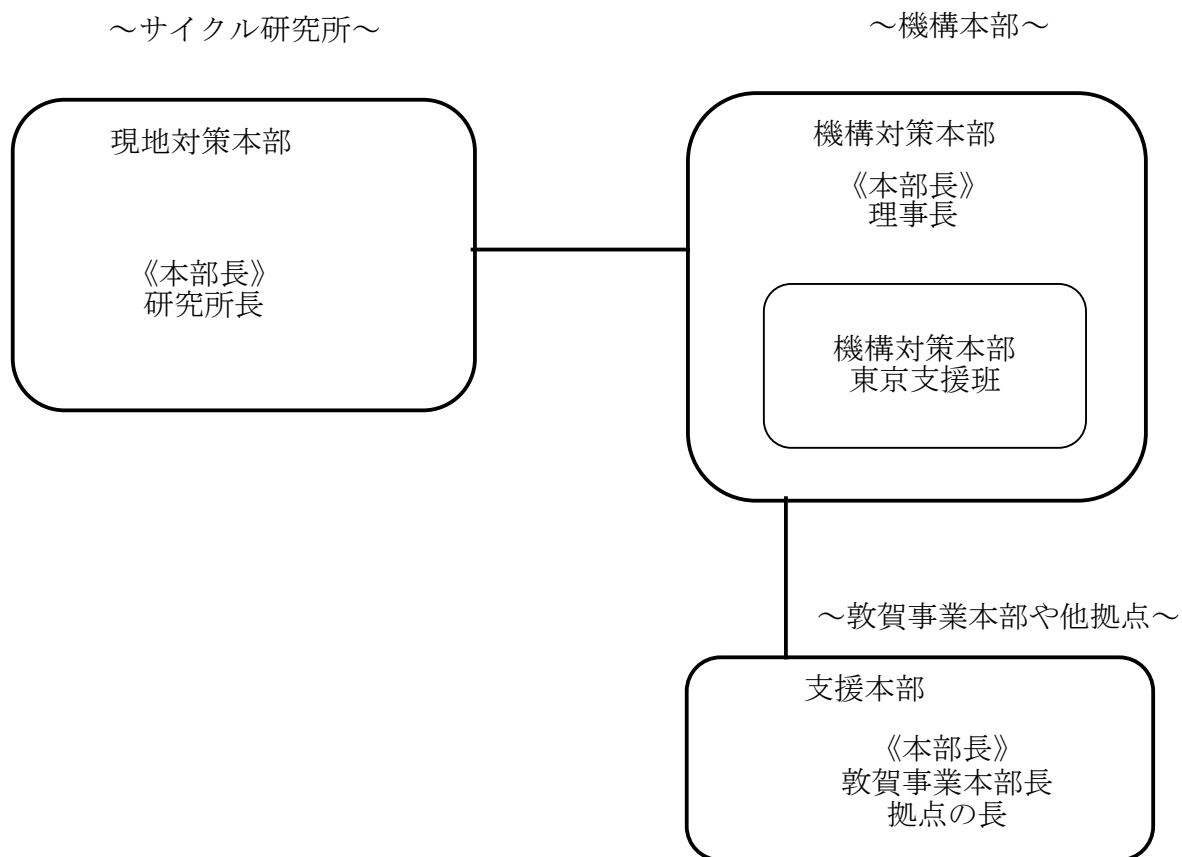 ～サイクル研究所～
～機構本部～
現地対策本部
《本部長》
研究所長
機構対策本部
《本部長》
理事長
機構対策本部
東京支援班
～敦賀事業本部や他拠点～
支援本部
《本部長》
敦賀事業本部長
拠点の長